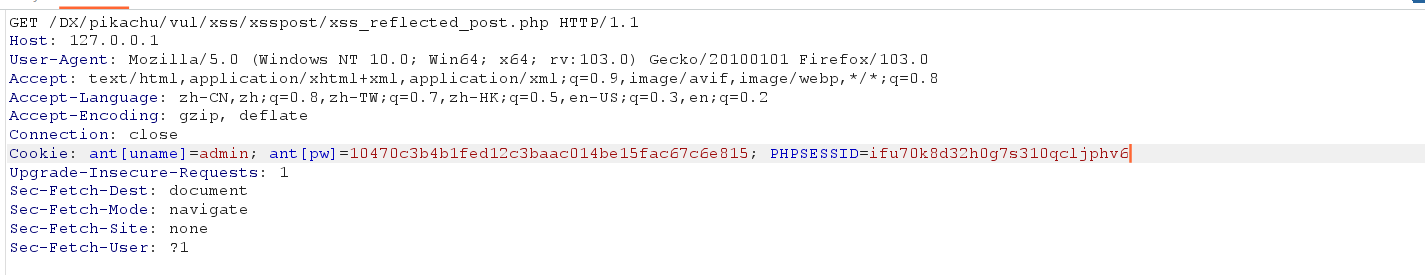 GET /DX/pikachu/vul/xss/xsspost/xss_reflected_post.php HTTP/1.1
Host: 127.0.0.1
User-Agent: Mozilla/5.0 (Windows NT 10.0; Win64; x64; rv:103.0) Gecko/20100101 Firefox/103.0
Accept: text/html,application/xhtml+xml,application/xml;q=0.9,image/avif,image/webp,*/*;q=0.8
Accept-Language: zh-CN,zh;q=0.8,zh-TW;q=0.7,zh-HK;q=0.5,en-US;q=0.3,en;q=0.2
Accept-Encoding: gzip, deflate
Connection: close
Cookie: ant[uname]=admin; ant[pw]=10470c3b4b1fed12c3baac014be15fac67c6e815; PHPSESSID=ifu70k8d32h0g7s310qcljphv6
Upgrade-Insecure-Requests: 1
Sec-Fetch-Dest: document
Sec-Fetch-Mode: navigate
Sec-Fetch-Site: none
Sec-Fetch-User: ?1